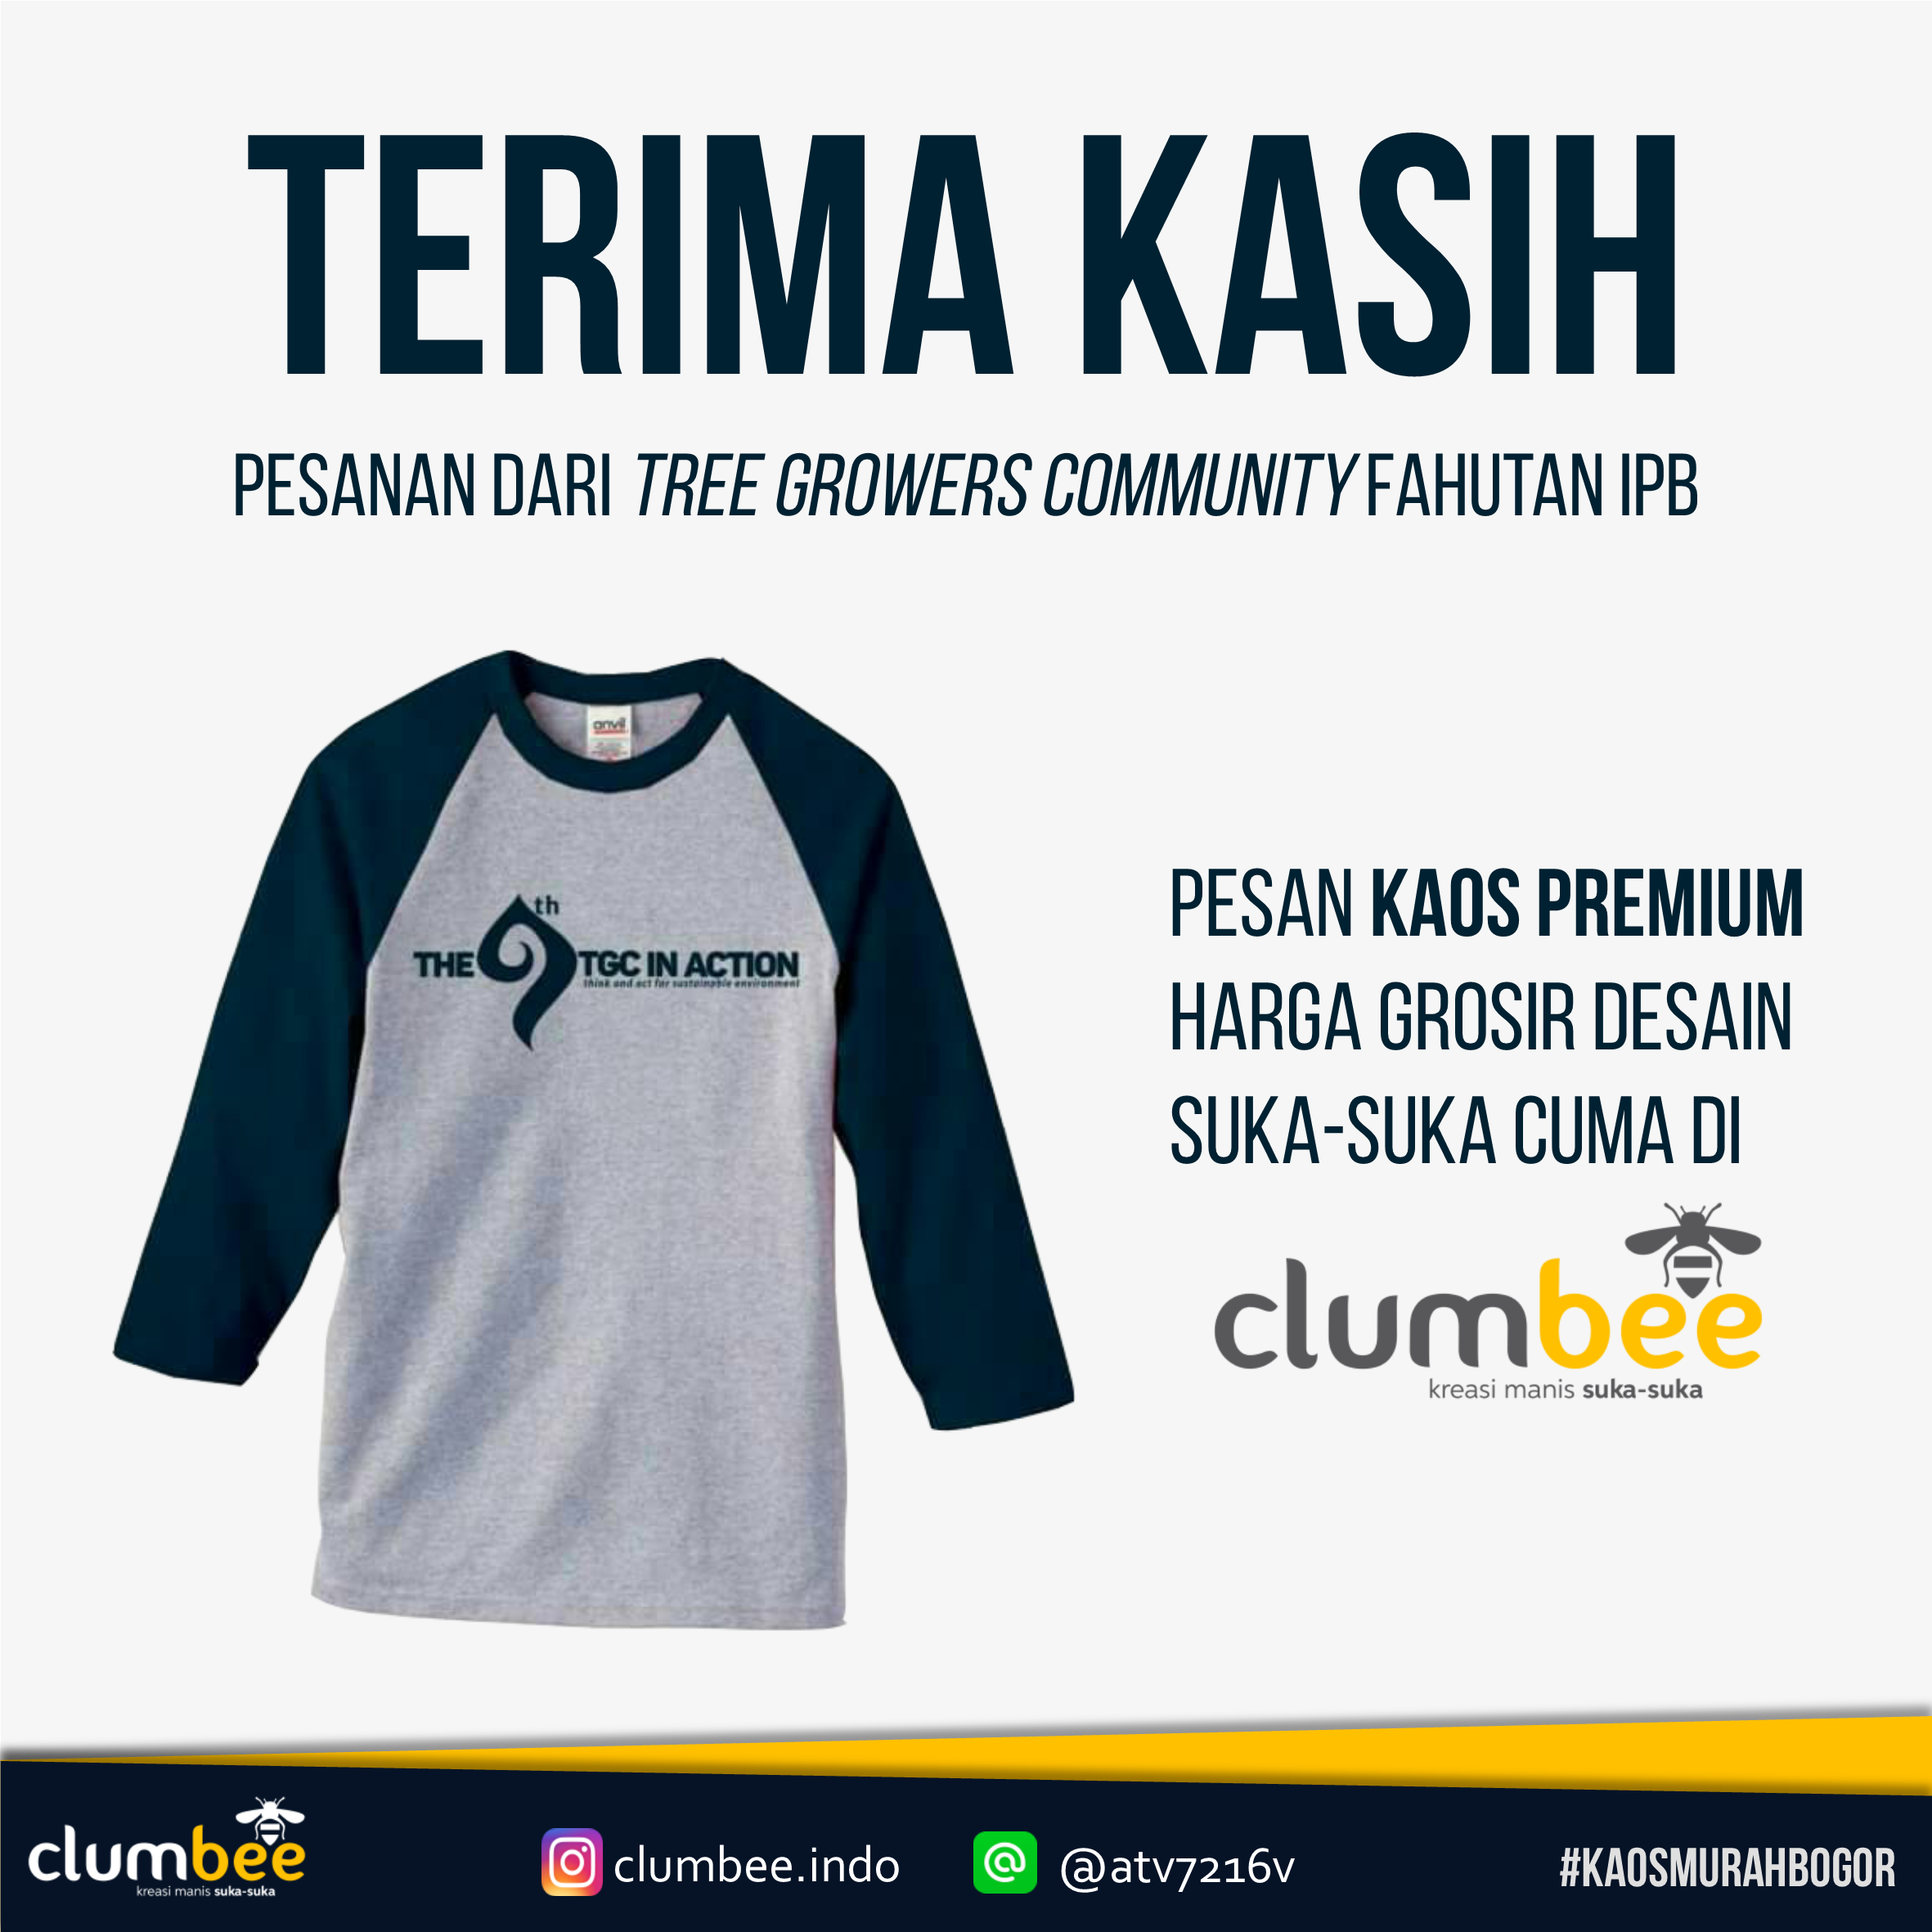 TERIMA KASIH
PESANAN DARI TREE GROWERS COMMUNITY FAHUTAN IPB
anvil
th
THE 9 TGC IN ACTION
think and act for sustainable environment
PESAN KAOS PREMIUM
HARGA GROSIR DESAIN
SUKA-SUKA CUMA DI
clumbee
kreasi manis suka-suka
clumbee
kreasi manis suka-suka
clumbee.indo
@atv7216v
#KAOSMURAHBOGOR